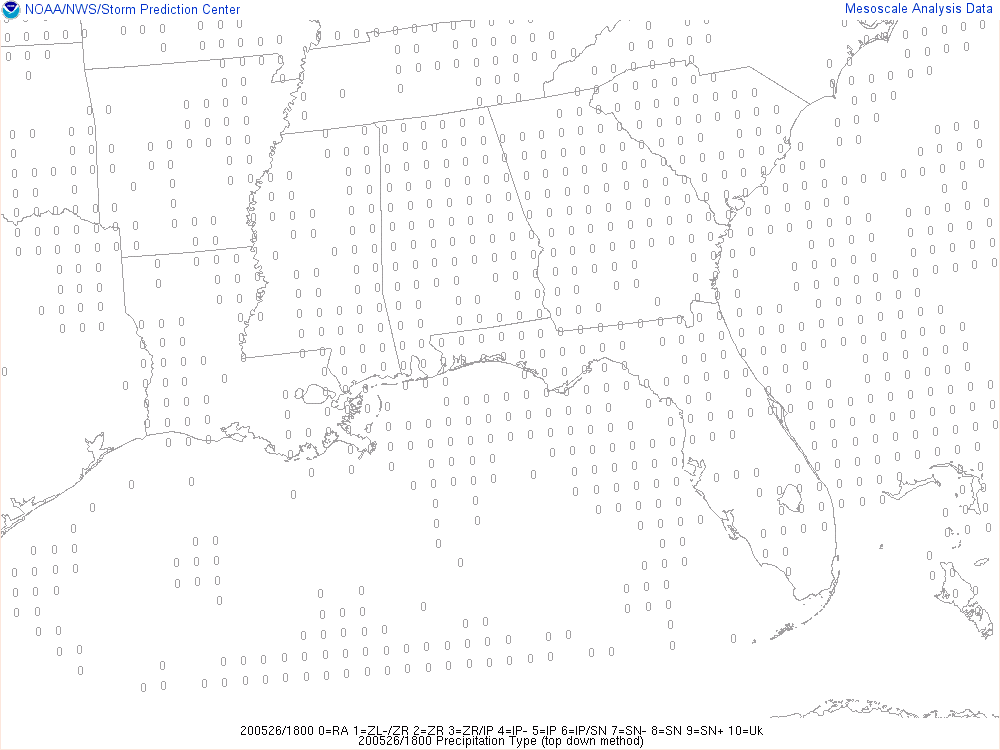 NOAA/NWS/Storm Prediction Center
Mesoscale Analysis Data
200526/1800 0=RA 1=ZL-/ZR 2=ZR 3=ZR/IP 4=IP- 5=IP 6=IP/SN 7=SN- 8=SN 9=SN+ 10=Uk
200526/1800 Precipitation Type (top down method)